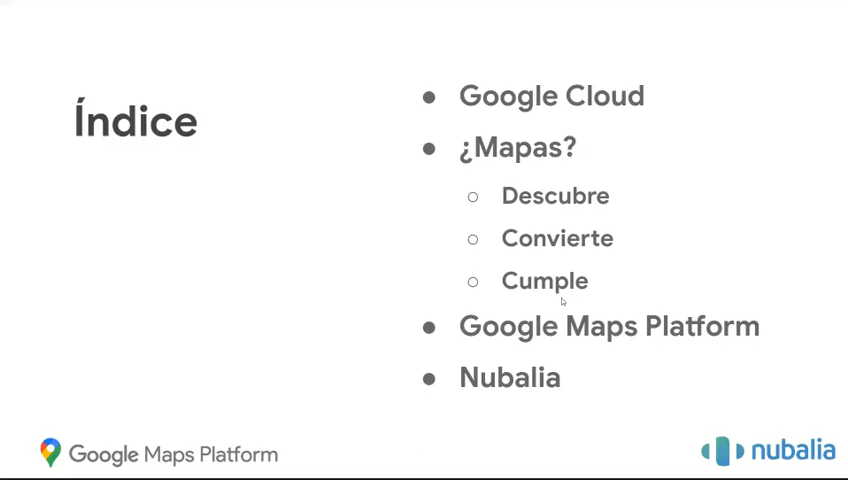 Índice
● Google Cloud
● ¿Mapas?
○ Descubre
○ Convierte
○ Cumple
● Google Maps Platform
● Nubalia
Google Maps Platform
nubalia